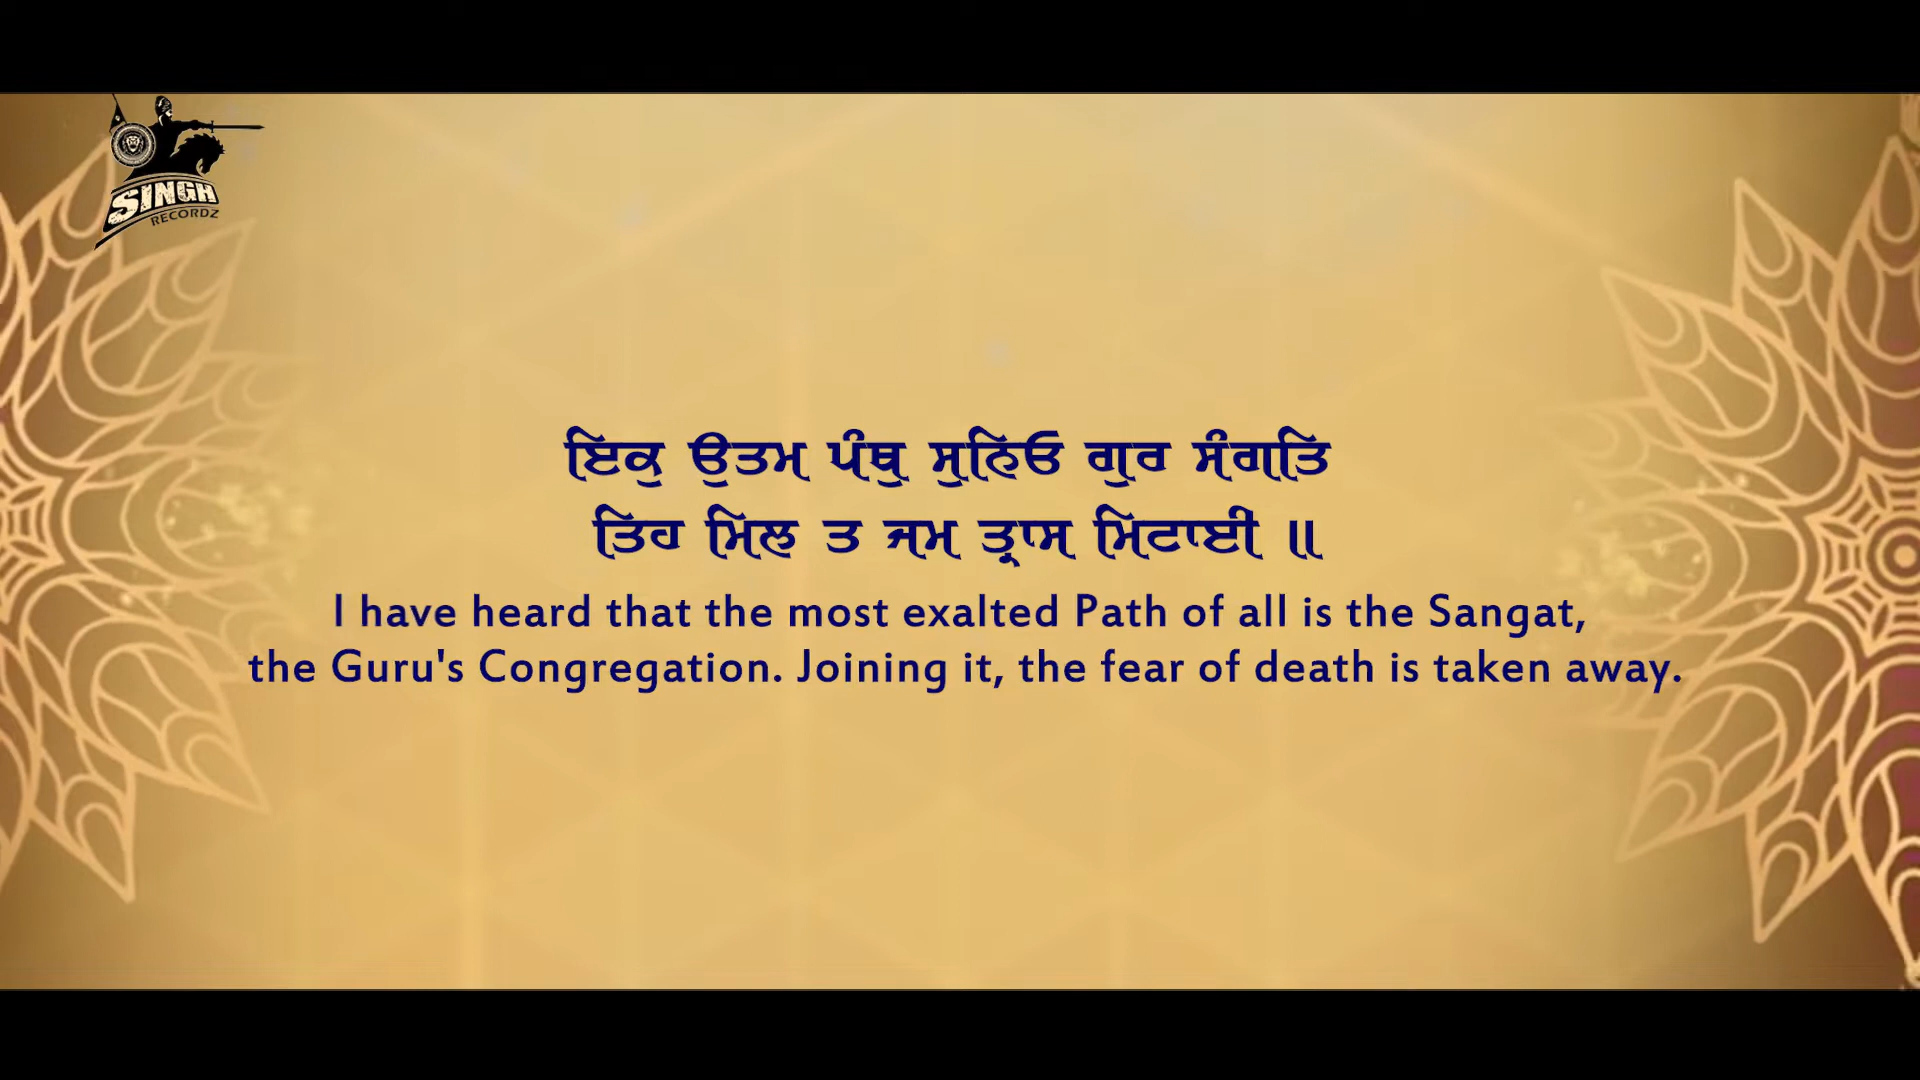 SINGH
RECORDZ
ਇਕੁ ਉਤਮ ਪੰਥੁ ਸੁਨਿਓ ਗੁਰ ਸੰਗਤਿ
ਤਿਹ ਮਿਲ ਤ ਜਮ ਤ੍ਰਾਸ ਮਿਟਾਈ ॥
I have heard that the most exalted Path of all is the Sangat,
the Guru's Congregation. Joining it, the fear of death is taken away.